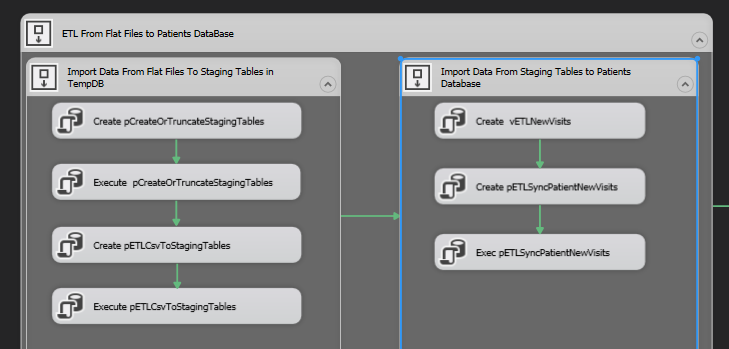 ETL From Flat Files to Patients DataBase
Import Data From Flat Files To Staging Tables in
TempDB
Create pCreateOrTruncateStagingTables
Execute pCreateOrTruncateStagingTables
Create pETLCsvToStagingTables
Execute pETLCsvToStagingTables
Import Data From Staging Tables to Patients
Database
Create vETLNewVisits
Create pETLSyncPatientNewVisits
Exec pETLSyncPatientNewVisits